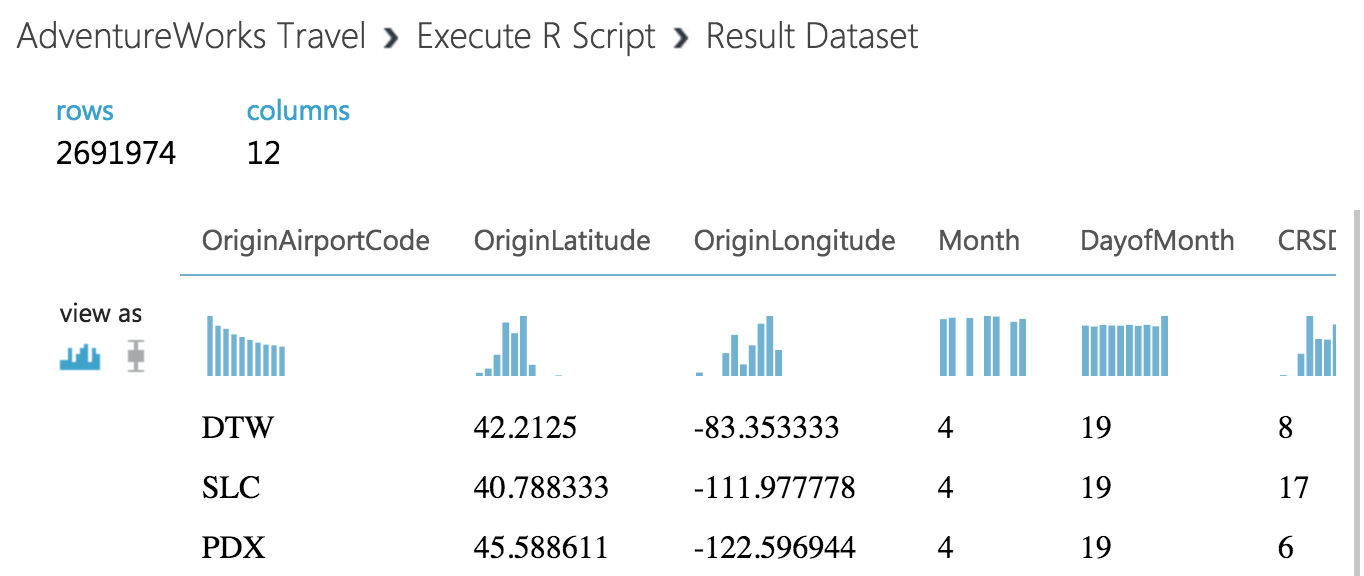 AdventureWorks Travel › Execute R Script › Result Dataset
rows columns
2691974 12
OriginAirportCode OriginLatitude OriginLongitude Month DayofMonth CRSD
view as
DTW 42.2125 -83.353333 4 19 8
SLC 40.788333 -111.977778 4 19 17
PDX 45.588611 -122.596944 4 19 6